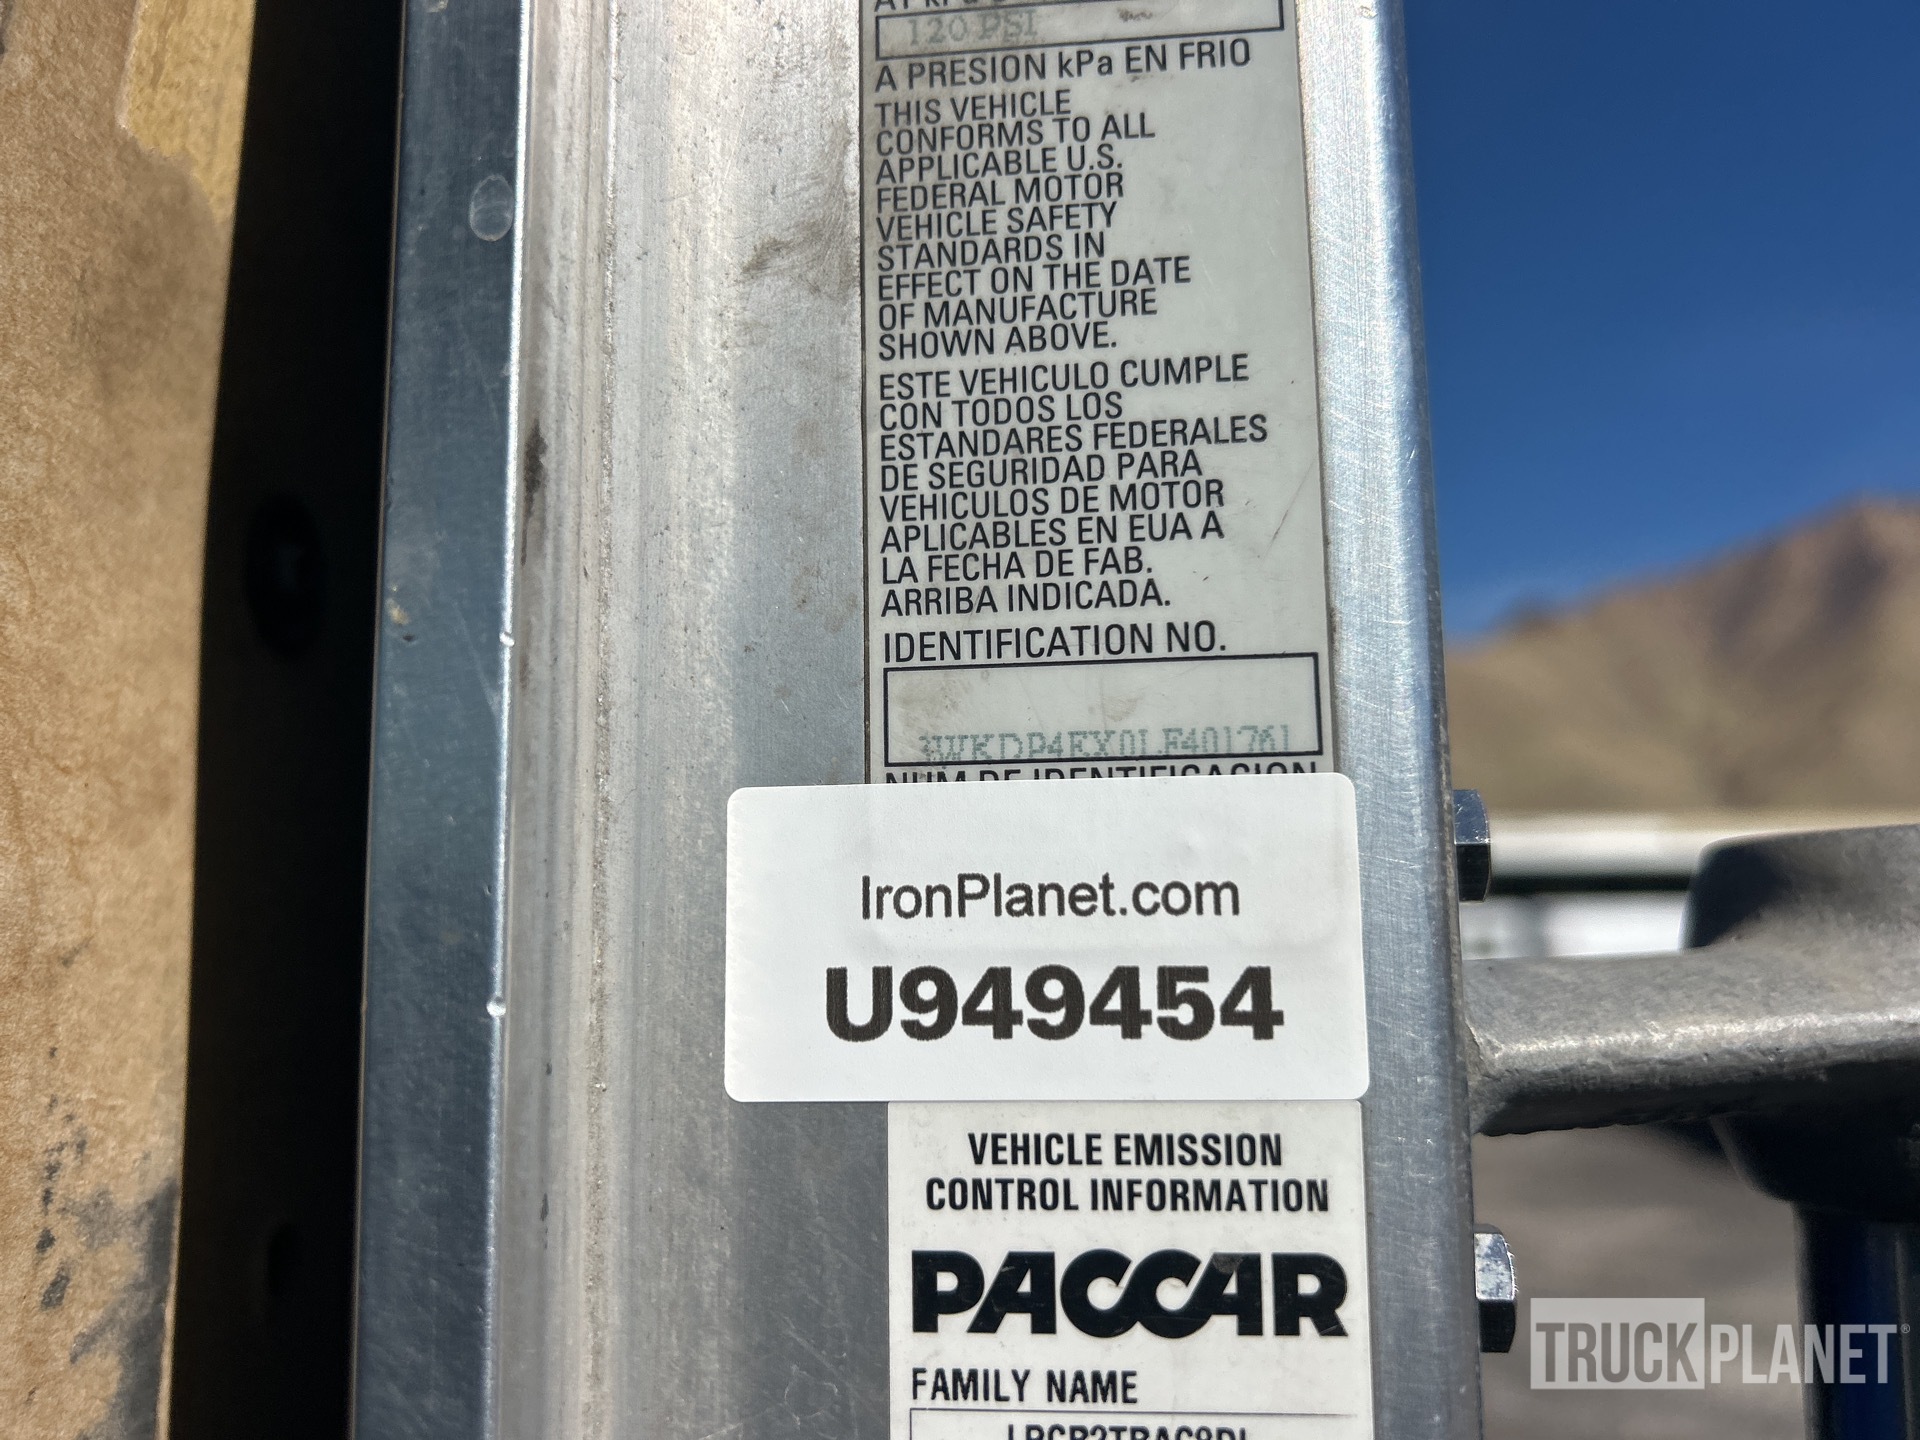 120 PSI
A PRESION kPa EN FRIO
THIS VEHICLE
CONFORMS TO ALL
APPLICABLE U.S.
FEDERAL MOTOR
VEHICLE SAFETY
STANDARDS IN
EFFECT ON THE DATE
OF MANUFACTURE
SHOWN ABOVE.
ESTE VEHICULO CUMPLE
CON TODOS LOS
ESTANDARES FEDERALES
DE SEGURIDAD PARA
VEHICULOS DE MOTOR
APLICABLES EN EUA A
LA FECHA DE FAB.
ARRIBA INDICADA.
IDENTIFICATION NO.
3WKDP4EX0LF401761
NUM DE IDENTIFICACION
IronPlanet.com
U949454
VEHICLE EMISSION
CONTROL INFORMATION
PACCAR
FAMILY NAME
TRUCKPLANET®